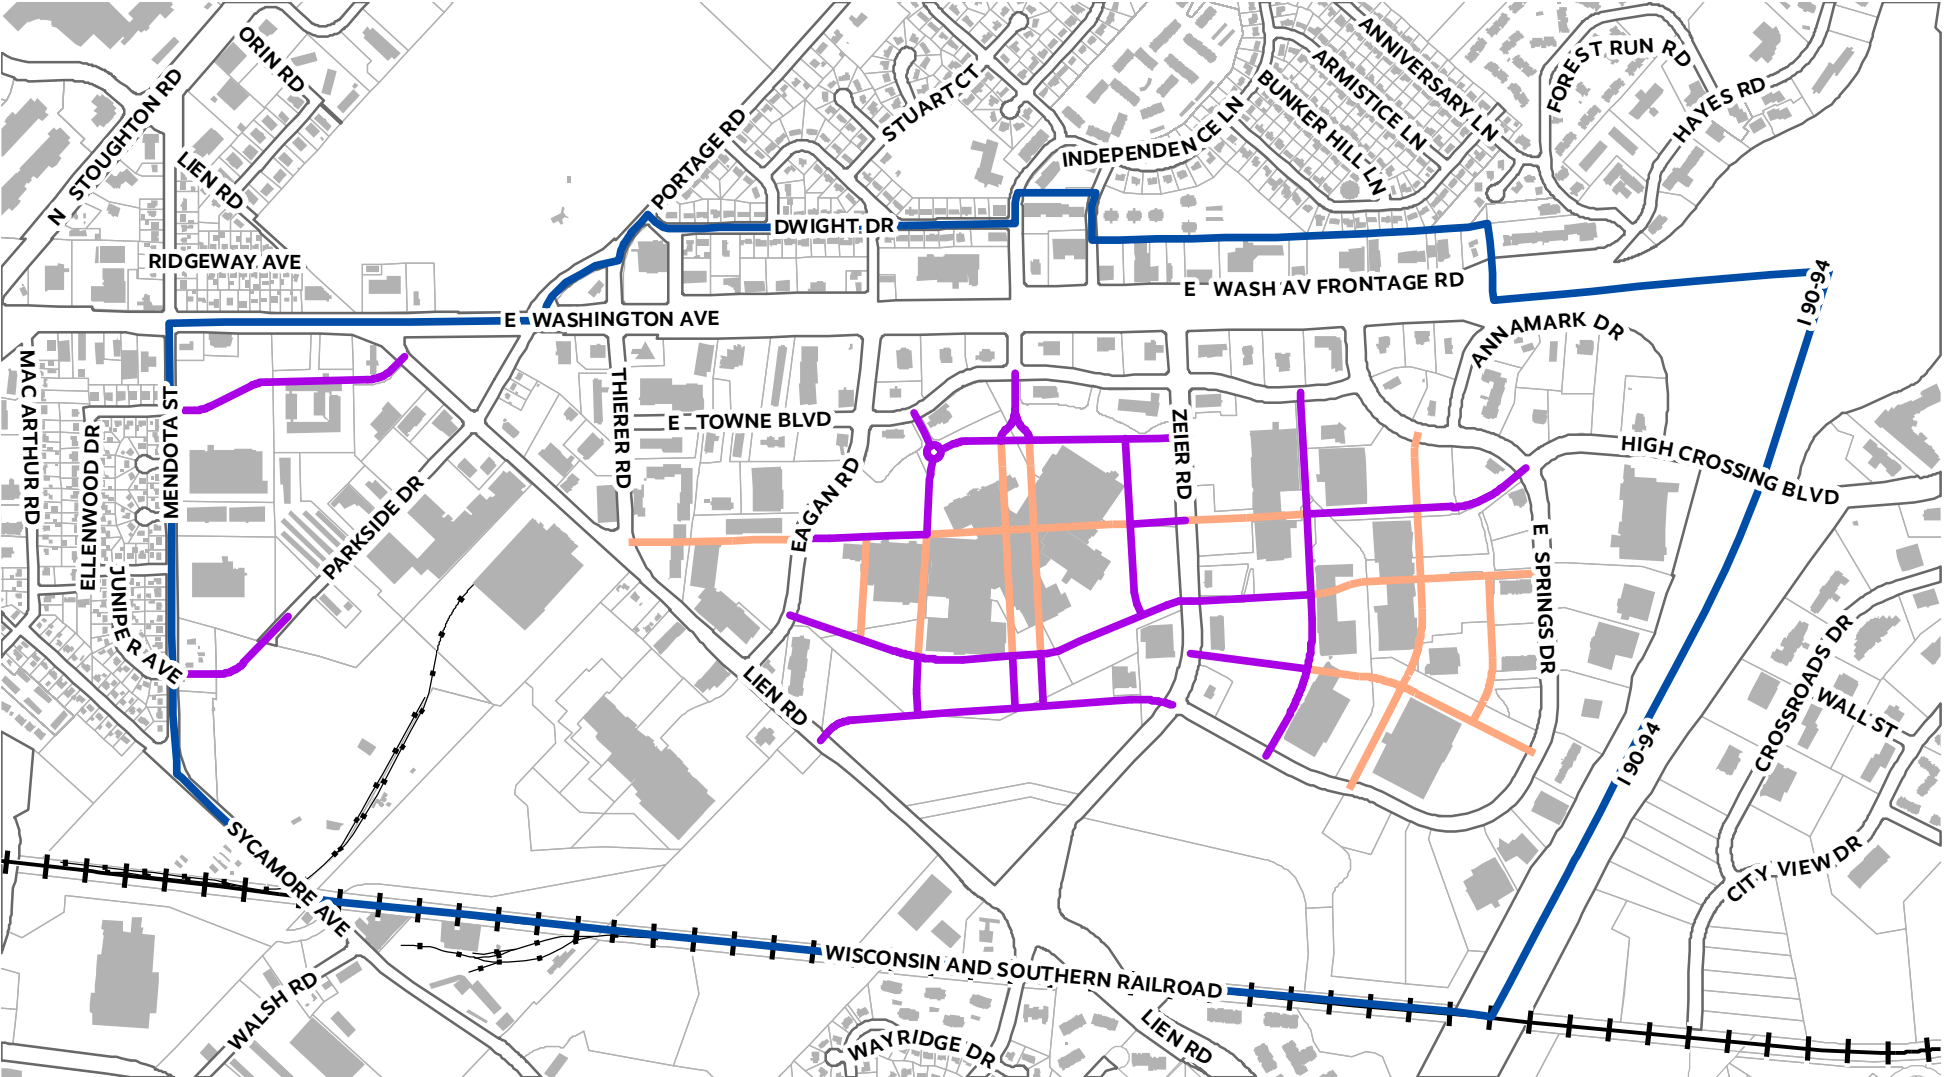 ORIN RD
N STOUGHTON RD
LIEN RD
RIDGEWAY AVE
PORTAGE RD
STUART CT
DWIGHT DR
INDEPENDENCE LN
BUNKER HILL LN
ARMISTICE LN
ANNIVERSARY LN
FOREST RUN RD
HAYES RD
E WASH AV FRONTAGE RD
I 90-94
E WASHINGTON AVE
ANNAMARK DR
MAC ARTHUR RD
ELLENWOOD DR
MENDOTA ST
JUNIPER AVE
PARKSIDE DR
THIERER RD
E TOWNE BLVD
EAGAN RD
ZEIER RD
HIGH CROSSING BLVD
E SPRINGS DR
LIEN RD
CROSSROADS DR
WALL ST
I 90-94
CITY VIEW DR
SYCAMORE AVE
WALSH RD
WISCONSIN AND SOUTHERN RAILROAD
WAYRIDGE DR
LIEN RD